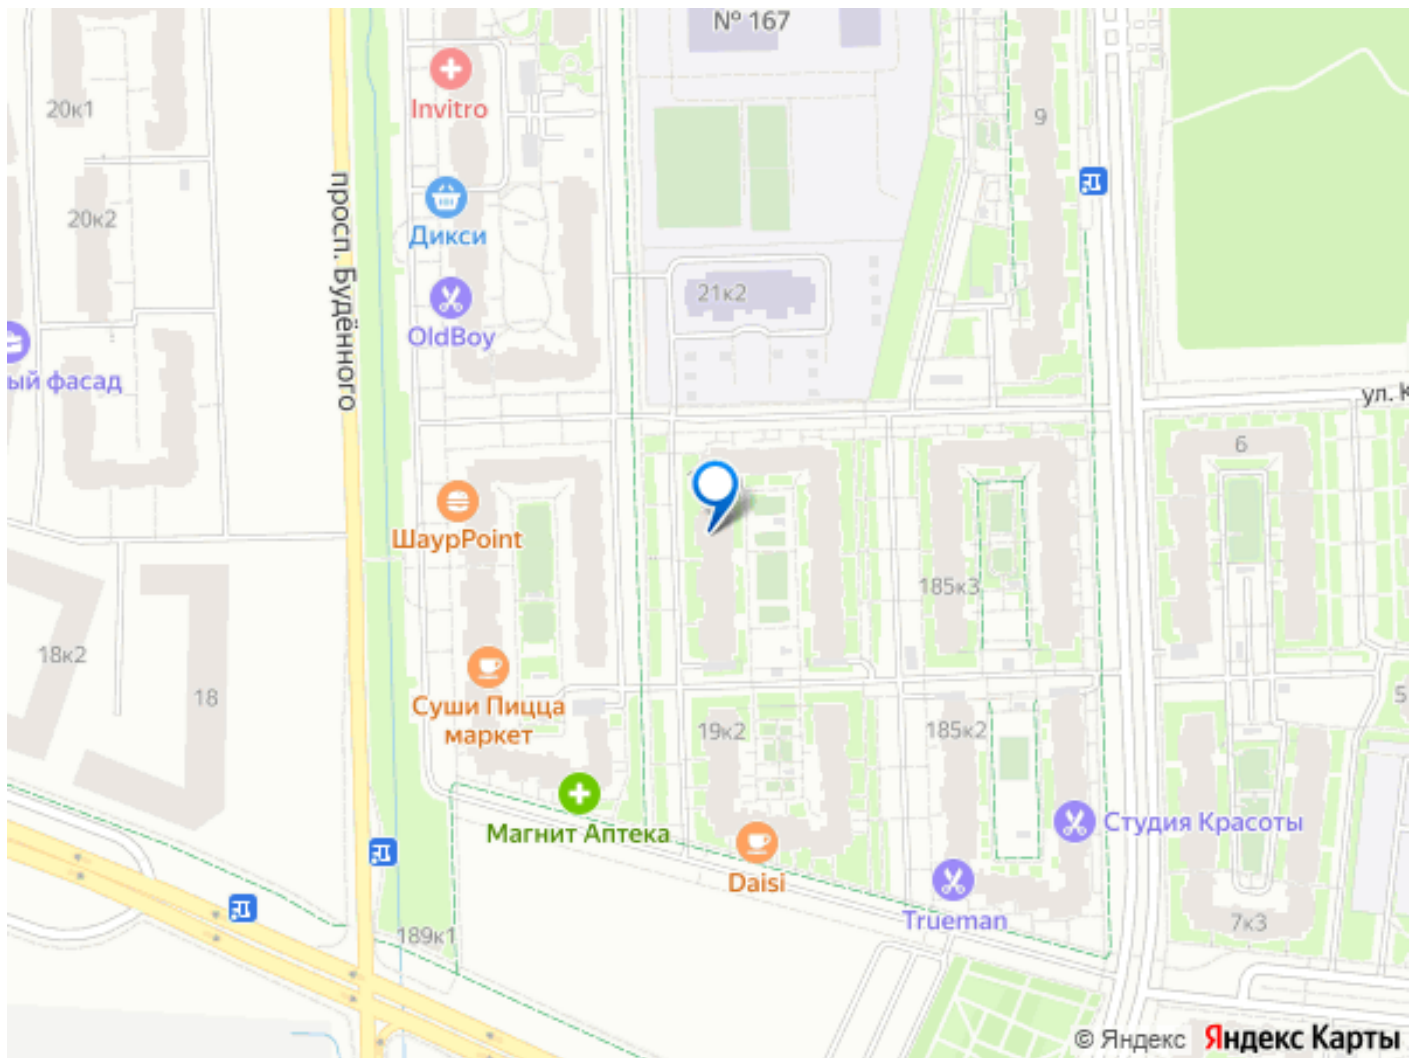 № 167
20к1
Invitro
9
20к2
просп. Будённого
Дикси
21к2
OldBoy
ый фасад
ул. К
6
ШаурPoint
185к3
18к2
18
Суши Пицца
маркет
19к2
185к2
5
Магнит Аптека
Студия Красоты
Daisi
Trueman
189к1
7к3
© Яндекс Яндекс Карты